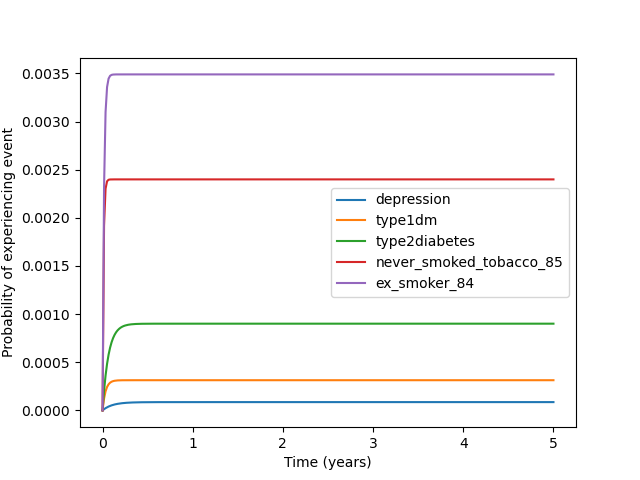 Probability of experiencing event
0.0035
0.0030
0.0025
0.0020
0.0015
0.0010
0.0005
0.0000
depression
type1dm
type2diabetes
never_smoked_tobacco_85
ex_smoker_84
0 1 2 3 4 5
Time (years)